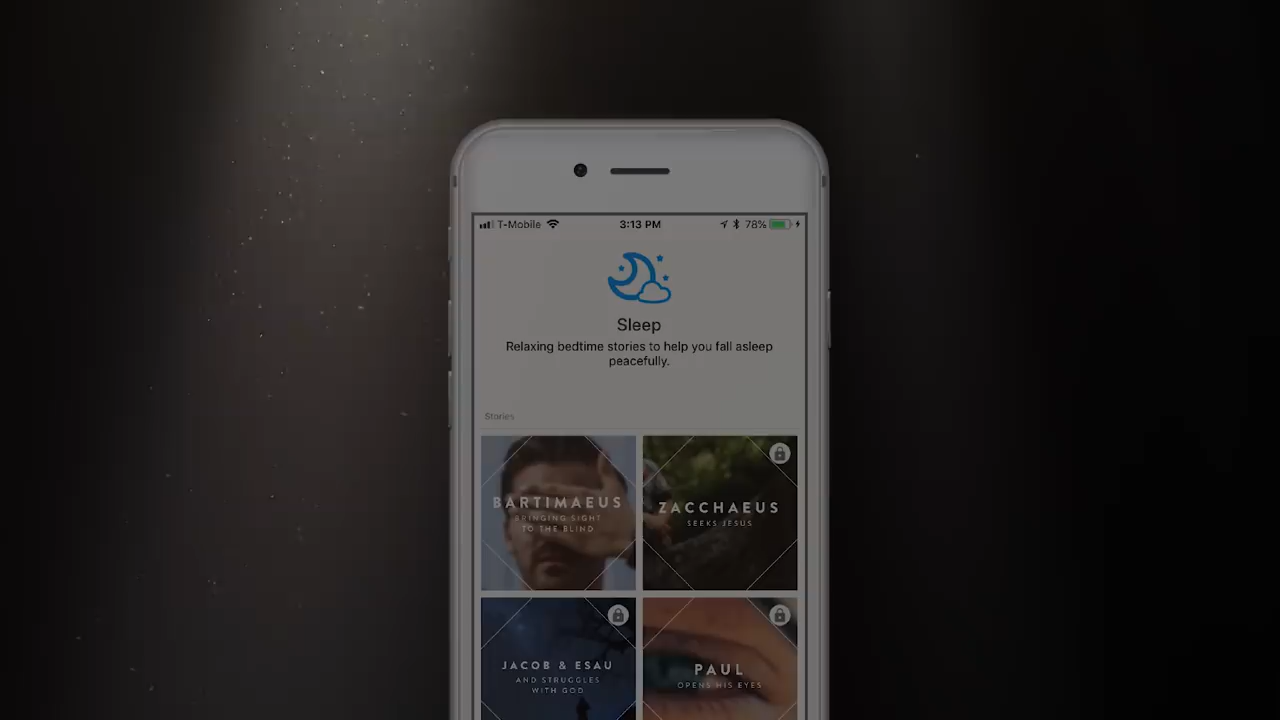 T-Mobile 3:13 PM 78%
Sleep
Relaxing bedtime stories to help you fall asleep
peacefully.
Stories
BARTIMAEUS
BRINGING SIGHT
TO THE BLIND
ZACCHAEUS
SEEKS JESUS
JACOB & ESAU
AND STRUGGLES
WITH GOD
PAUL
OPENS HIS EYES